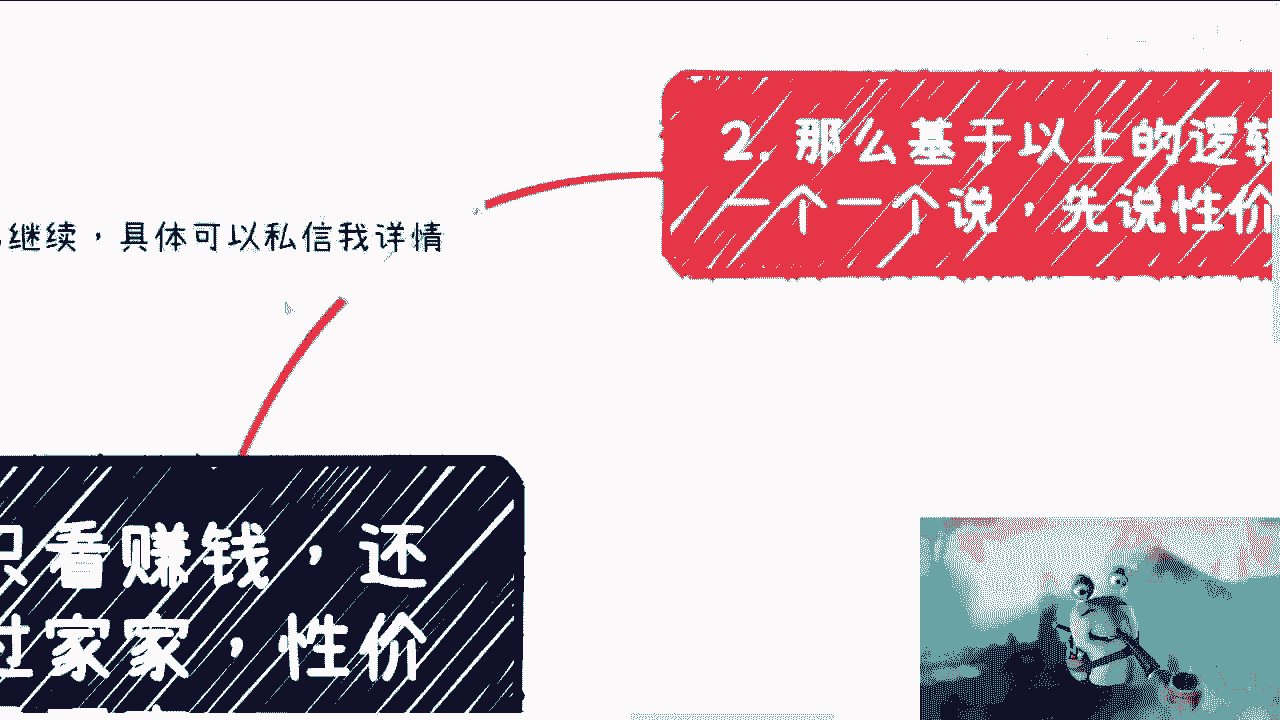 2. 那么基于以上的逻辑
一个一个说，先说性价
继续，具体可以私信我详情
只看赚钱，还
过家家，性价